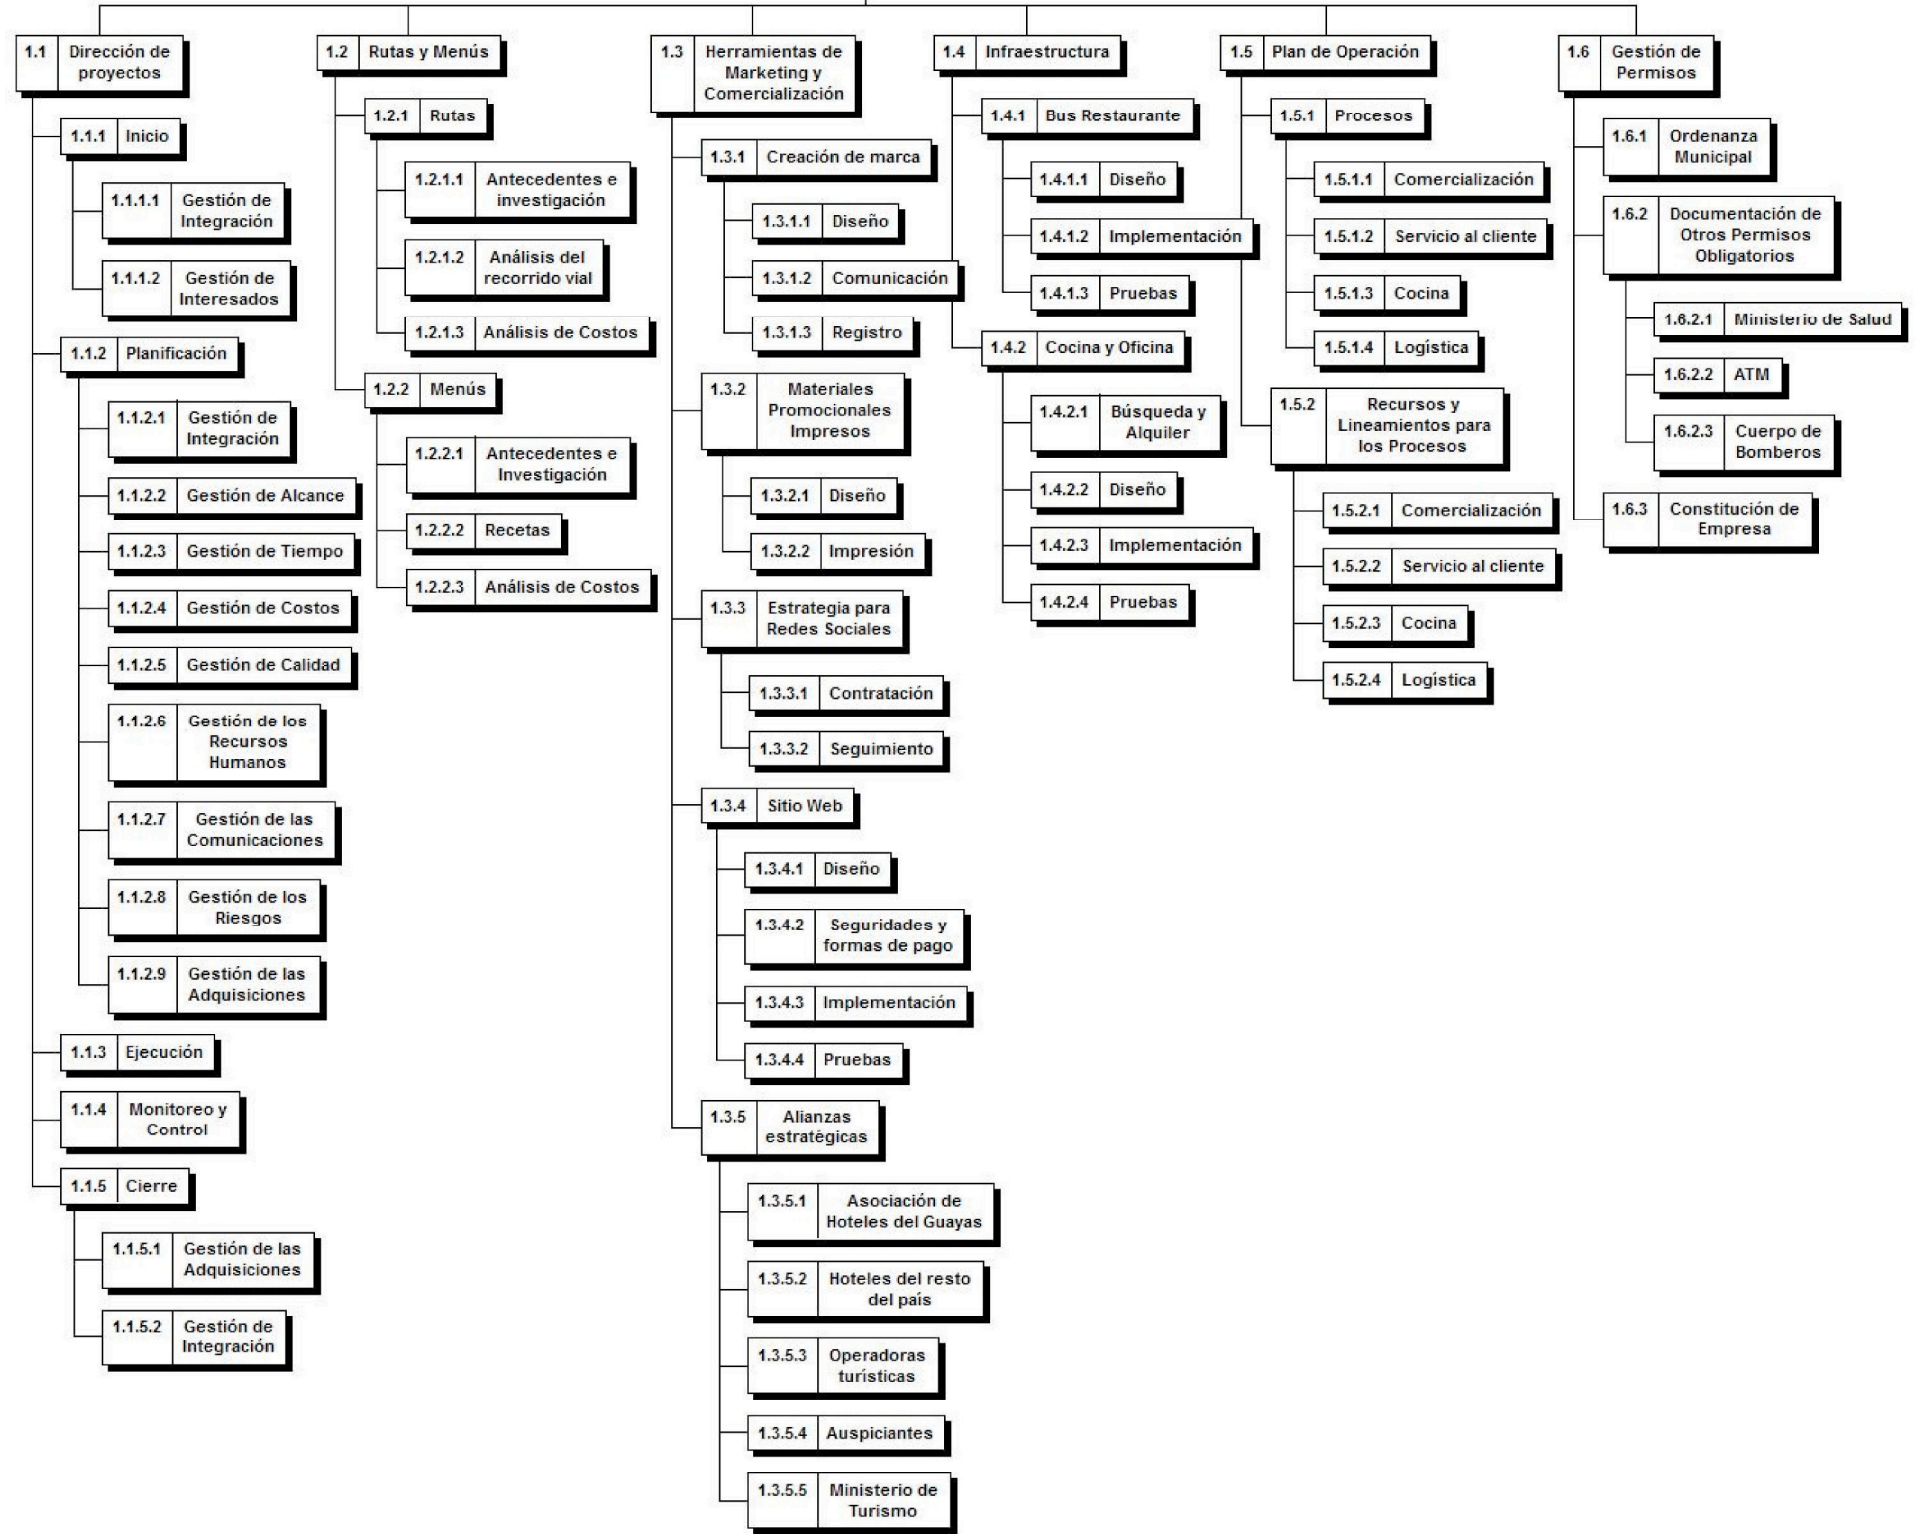 1.1 Dirección de
proyectos
1.1.1 Inicio
1.1.1.1 Gestión de
Integración
1.1.1.2 Gestión de
Interesados
1.1.2 Planificación
1.1.2.1 Gestión de
Integración
1.1.2.2 Gestión de Alcance
1.1.2.3 Gestión de Tiempo
1.1.2.4 Gestión de Costos
1.1.2.5 Gestión de Calidad
1.1.2.6 Gestión de los
Recursos
Humanos
1.1.2.7 Gestión de las
Comunicaciones
1.1.2.8 Gestión de los
Riesgos
1.1.2.9 Gestión de las
Adquisiciones
1.1.3 Ejecución
1.1.4 Monitoreo y
Control
1.1.5 Cierre
1.1.5.1 Gestión de las
Adquisiciones
1.1.5.2 Gestión de
Integración
1.2 Rutas y Menús
1.2.1 Rutas
1.2.1.1 Antecedentes e
investigación
1.2.1.2 Análisis del
recorrido vial
1.2.1.3 Análisis de Costos
1.2.2 Menús
1.2.2.1 Antecedentes e
Investigación
1.2.2.2 Recetas
1.2.2.3 Análisis de Costos
1.3 Herramientas de
Marketing y
Comercialización
1.3.1 Creación de marca
1.3.1.1 Diseño
1.3.1.2 Comunicación
1.3.1.3 Registro
1.3.2 Materiales
Promocionales
Impresos
1.3.2.1 Diseño
1.3.2.2 Impresión
1.3.3 Estrategia para
Redes Sociales
1.3.3.1 Contratación
1.3.3.2 Seguimiento
1.3.4 Sitio Web
1.3.4.1 Diseño
1.3.4.2 Seguridades y
formas de pago
1.3.4.3 Implementación
1.3.4.4 Pruebas
1.3.5 Alianzas
estratégicas
1.3.5.1 Asociación de
Hoteles del Guayas
1.3.5.2 Hoteles del resto
del país
1.3.5.3 Operadoras
turísticas
1.3.5.4 Auspiciantes
1.3.5.5 Ministerio de
Turismo
1.4 Infraestructura
1.4.1 Bus Restaurante
1.4.1.1 Diseño
1.4.1.2 Implementación
1.4.1.3 Pruebas
1.4.2 Cocina y Oficina
1.4.2.1 Búsqueda y
Alquiler
1.4.2.2 Diseño
1.4.2.3 Implementación
1.4.2.4 Pruebas
1.5 Plan de Operación
1.5.1 Procesos
1.5.1.1 Comercialización
1.5.1.2 Servicio al cliente
1.5.1.3 Cocina
1.5.1.4 Logística
1.5.2 Recursos y
Lineamientos para
los Procesos
1.5.2.1 Comercialización
1.5.2.2 Servicio al cliente
1.5.2.3 Cocina
1.5.2.4 Logística
1.6 Gestión de
Permisos
1.6.1 Ordenanza
Municipal
1.6.2 Documentación de
Otros Permisos
Obligatorios
1.6.2.1 Ministerio de Salud
1.6.2.2 ATM
1.6.2.3 Cuerpo de
Bomberos
1.6.3 Constitución de
Empresa